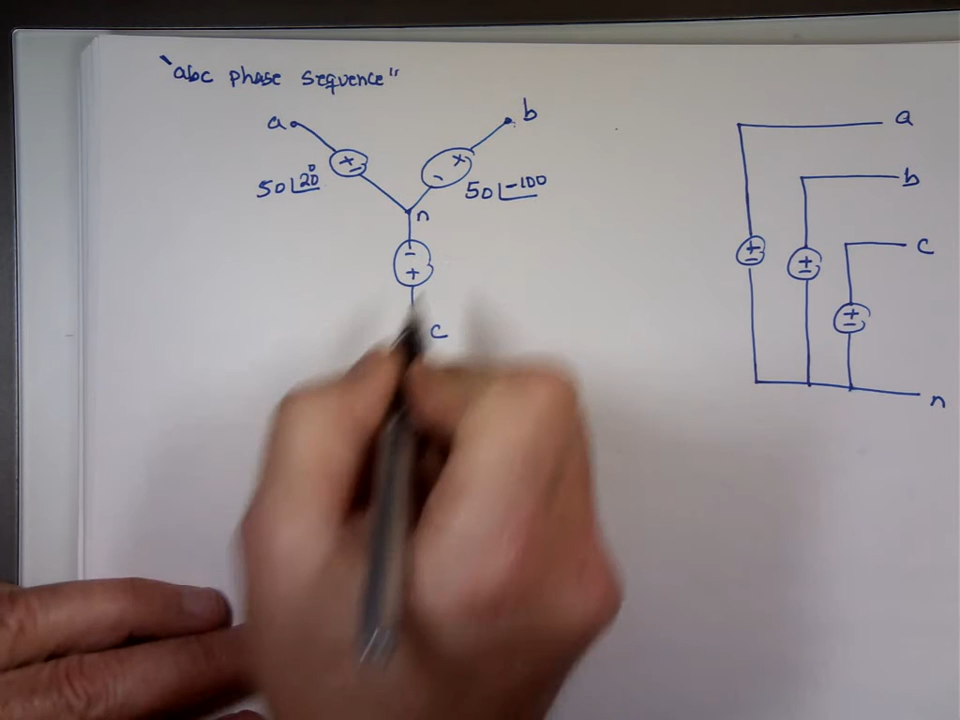 "abc phase sequence"
a
b
+
-
+
-
50∠20°
50∠-100
n
-
+
c
a
b
c
+
-
+
-
+
-
n